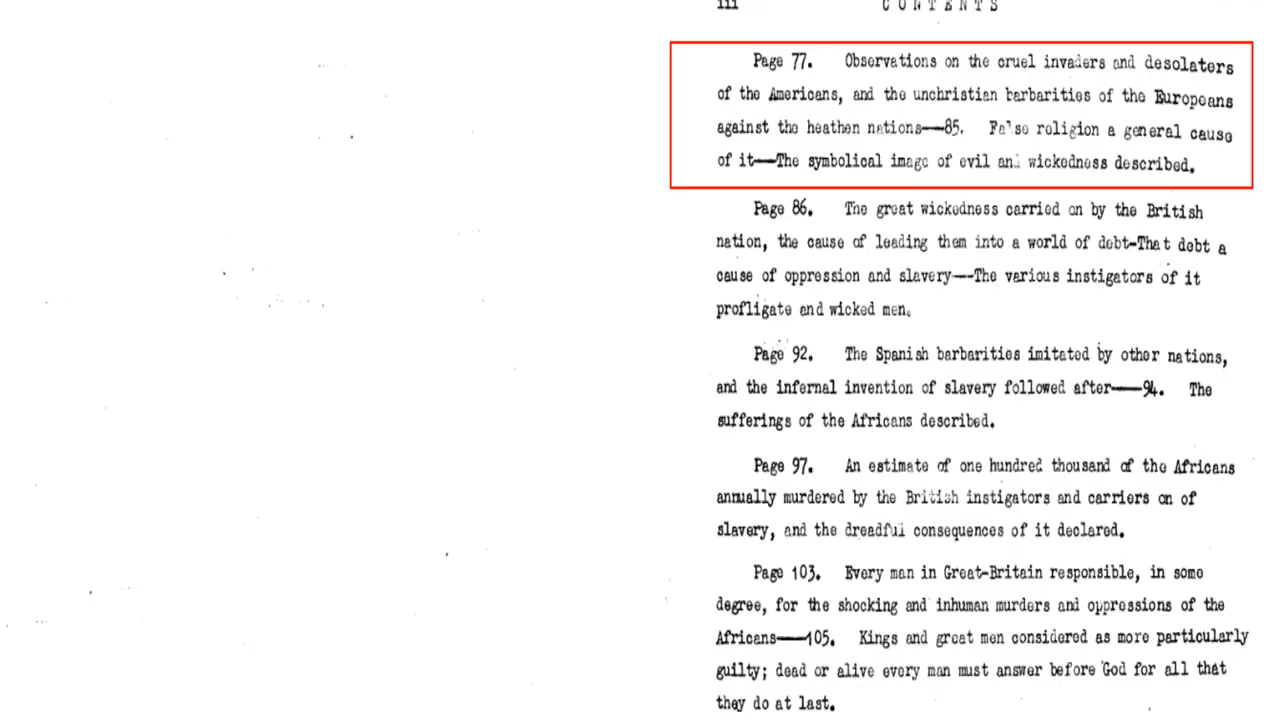 iii CONTENTS
Page 77. Observations on the cruel invaders and desolaters
of the Americans, and the unchristian barbarities of the Europeans
against the heathen nations—85. False religion a general cause
of it—The symbolical image of evil and wickedness described.
Page 86. The great wickedness carried on by the British
nation, the cause of leading them into a world of debt-That debt a
cause of oppression and slavery—-The various instigators of it
profligate and wicked men.
Page 92. The Spanish barbarities imitated by other nations,
and the infernal invention of slavery followed after——94. The
sufferings of the Africans described.
Page 97. An estimate of one hundred thousand of the Africans
annually murdered by the British instigators and carriers on of
slavery, and the dreadful consequences of it declared.
Page 103. Every man in Great-Britain responsible, in some
degree, for the shocking and inhuman murders and oppressions of the
Africans——105. Kings and great men considered as more particularly
guilty; dead or alive every man must answer before God for all that
they do at last.